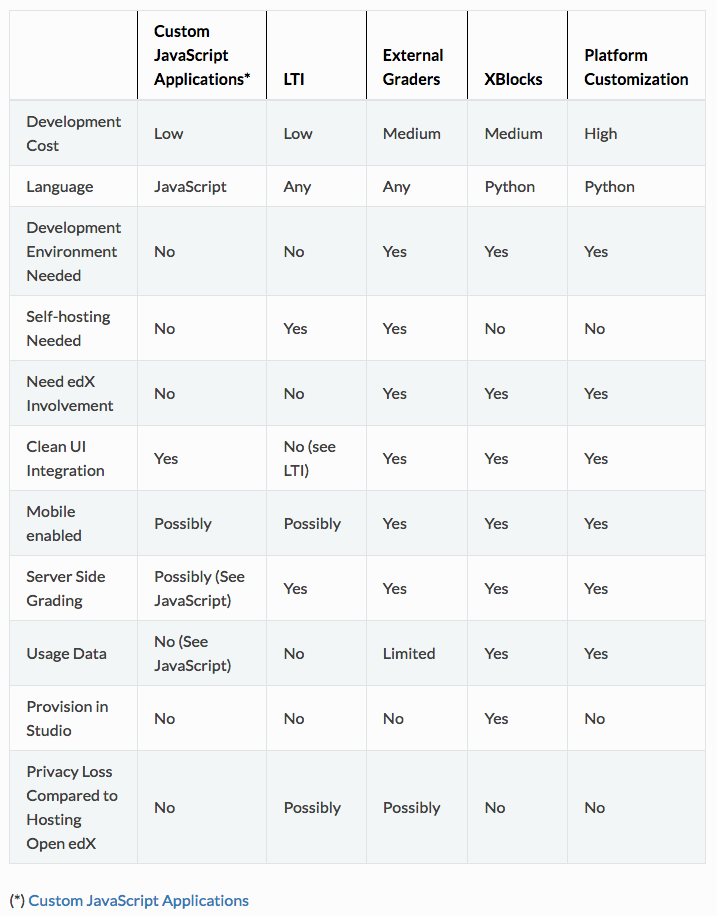 Custom
JavaScript
Applications*
LTI
External
Graders
XBlocks
Platform
Customization
Development
Cost
Low
Low
Medium
Medium
High
Language
JavaScript
Any
Any
Python
Python
Development
Environment
Needed
No
No
Yes
Yes
Yes
Self-hosting
Needed
No
Yes
Yes
No
No
Need edX
Involvement
No
No
Yes
Yes
Yes
Clean UI
Integration
Yes
No (see
LTI)
Yes
Yes
Yes
Mobile
enabled
Possibly
Possibly
Yes
Yes
Yes
Server Side
Grading
Possibly (See
JavaScript)
Yes
Yes
Yes
Yes
Usage Data
No (See
JavaScript)
No
Limited
Yes
Yes
Provision in
Studio
No
No
No
Yes
No
Privacy Loss
Compared to
Hosting
Open edX
No
Possibly
Possibly
No
No
(*) Custom JavaScript Applications